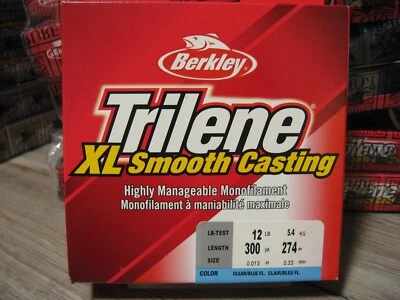 Berkley
Trilene®
XL Smooth Casting
Highly Manageable Monofilament
Monofilament à maniabilité maximale
LB-TEST 12 LB 5.4 KG
LENGTH 300 yd 274 m
SIZE 0.013 in 0.33 mm
COLOR CLEAR/BLUE FL. CLAIR/BLEU FL.